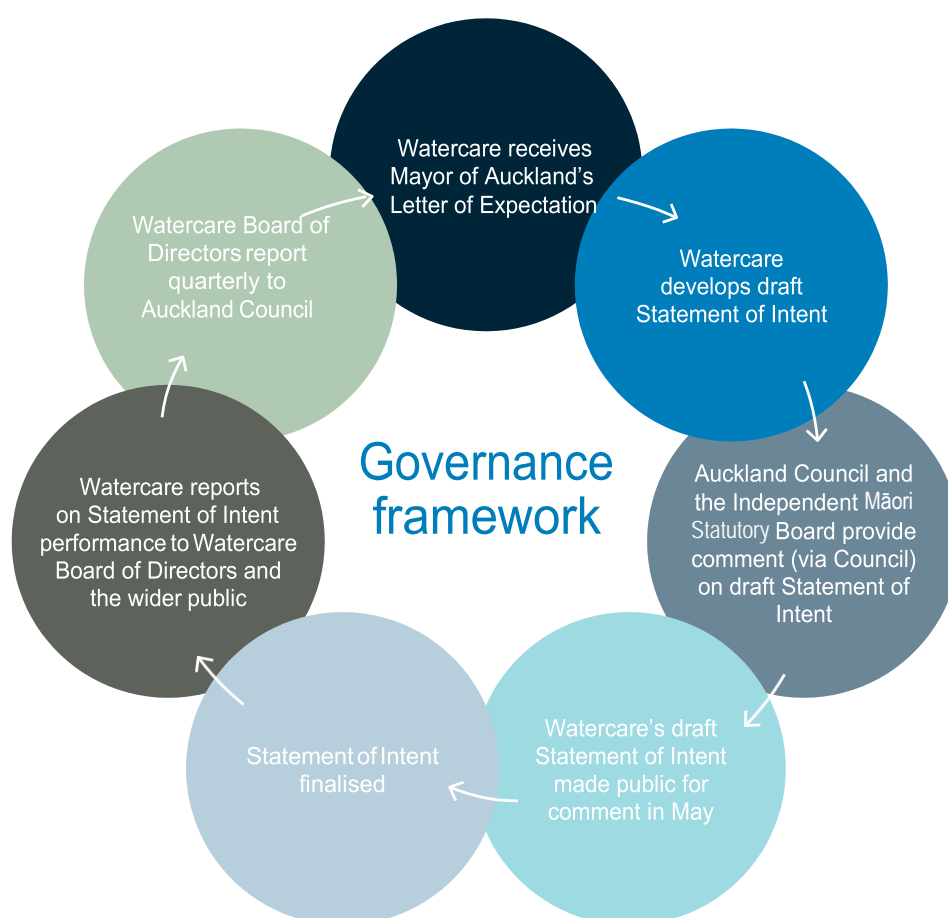 Watercare receives
Mayor of Auckland’s
Letter of Expectation
Watercare
develops draft
Statement of Intent
Auckland Council and
the Independent Māori
Statutory Board provide
comment (via Council)
on draft Statement of
Intent
Watercare’s draft
Statement of Intent
made public for
comment in May
Statement of Intent
finalised
Watercare reports
on Statement of Intent
performance to Watercare
Board of Directors and
the wider public
Watercare Board of
Directors report
quarterly to
Auckland Council
Governance
framework